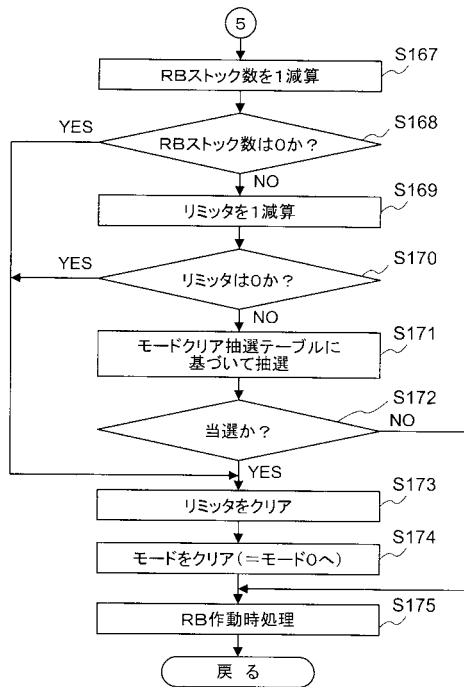 5
RBストック数を1減算
S167
YES
RBストック数は0か?
S168
NO
リミッタを1減算
S169
YES
リミッタは0か?
S170
NO
モードクリア抽選テーブルに
基づいて抽選
S171
当選か?
S172
NO
YES
リミッタをクリア
S173
モードをクリア(=モード0へ)
S174
RB作動時処理
S175
戻る